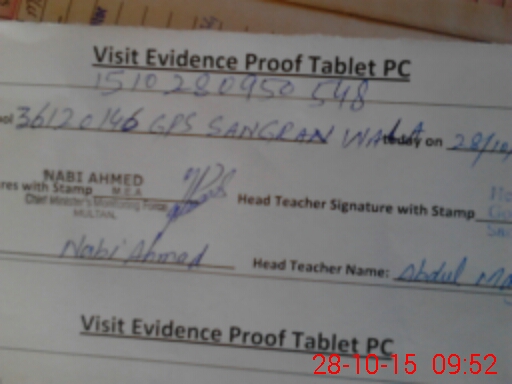 Visit Evidence Proof Tablet PC
1510280950548
36120146 GPS SANGRAN WALA today on 28/10/
NABI AHMED
res with Stamp M.E.A Head Teacher Signature with Stamp
Chief Minister's Monitoring Force
MULTAN.
Nabi Ahmed Head Teacher Name: Abdul Ma
Visit Evidence Proof Tablet PC
28-10-15 09:52